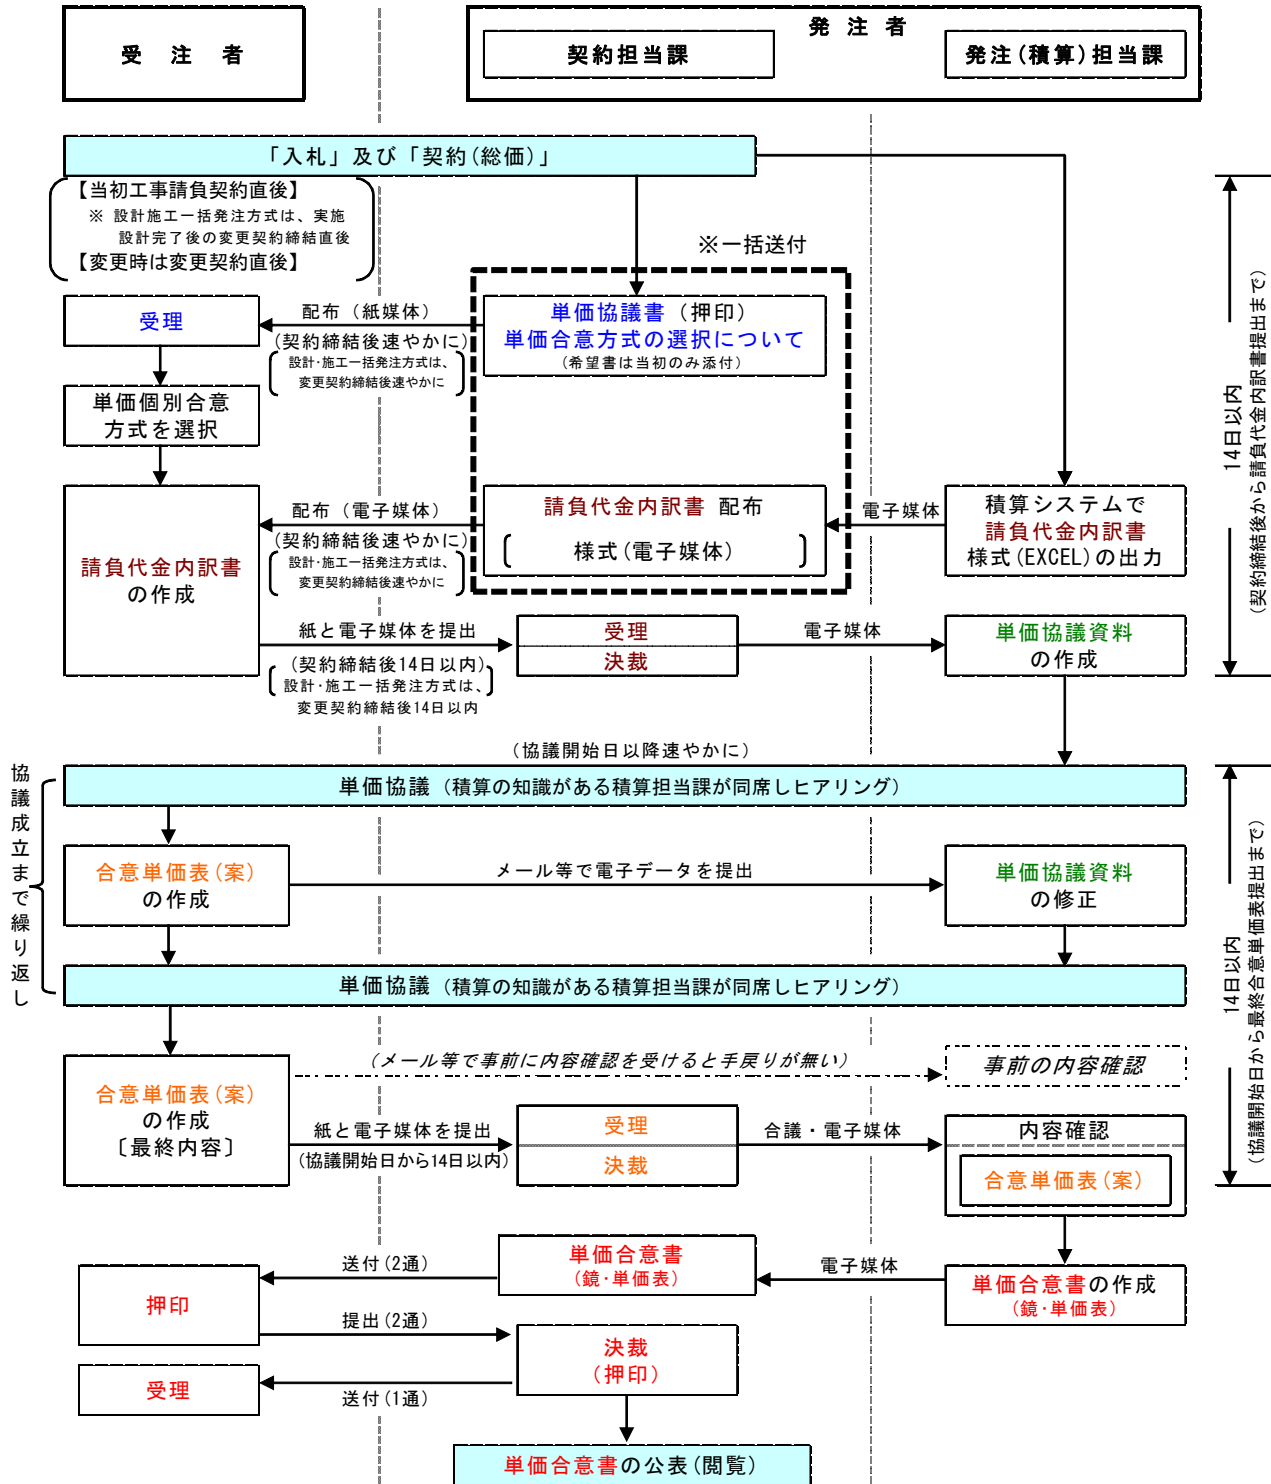 受　注　者
発　注　者
契約担当課
発注(積算)担当課
「入札」及び「契約(総価)」
【当初工事請負契約直後】
※ 設計施工一括発注方式は、実施
設計完了後の変更契約締結直後
【変更時は変更契約直後】
※一括送付
受理
配布（紙媒体）
(契約締結後速やかに)
設計・施工一括発注方式は、
変更契約締結後速やかに
単価協議書（押印）
単価合意方式の選択について
(希望書は当初のみ添付)
単価個別合意
方式を選択
14日以内
(契約締結後から請負代金内訳書提出まで)
請負代金内訳書
の作成
配布（電子媒体）
(契約締結後速やかに)
設計・施工一括発注方式は、
変更契約締結後速やかに
請負代金内訳書 配布
様式(電子媒体)
電子媒体
積算システムで
請負代金内訳書
様式(EXCEL)の出力
紙と電子媒体を提出
(契約締結後14日以内)
設計・施工一括発注方式は、
変更契約締結後14日以内
受理
決裁
電子媒体
単価協議資料
の作成
(協議開始日以降速やかに)
協議成立まで繰り返し
単価協議（積算の知識がある積算担当課が同席しヒアリング）
合意単価表(案)
の作成
メール等で電子データを提出
単価協議資料
の修正
単価協議（積算の知識がある積算担当課が同席しヒアリング）
14日以内
(協議開始日から最終合意単価表提出まで)
合意単価表(案)
の作成
〔最終内容〕
(メール等で事前に内容確認を受けると手戻りが無い)
事前の内容確認
紙と電子媒体を提出
(協議開始日から14日以内)
受理
決裁
合議・電子媒体
内容確認
合意単価表(案)
送付(2通)
単価合意書
(鏡・単価表)
電子媒体
単価合意書の作成
(鏡・単価表)
押印
提出(2通)
決裁
(押印)
受理
送付(1通)
単価合意書の公表(閲覧)